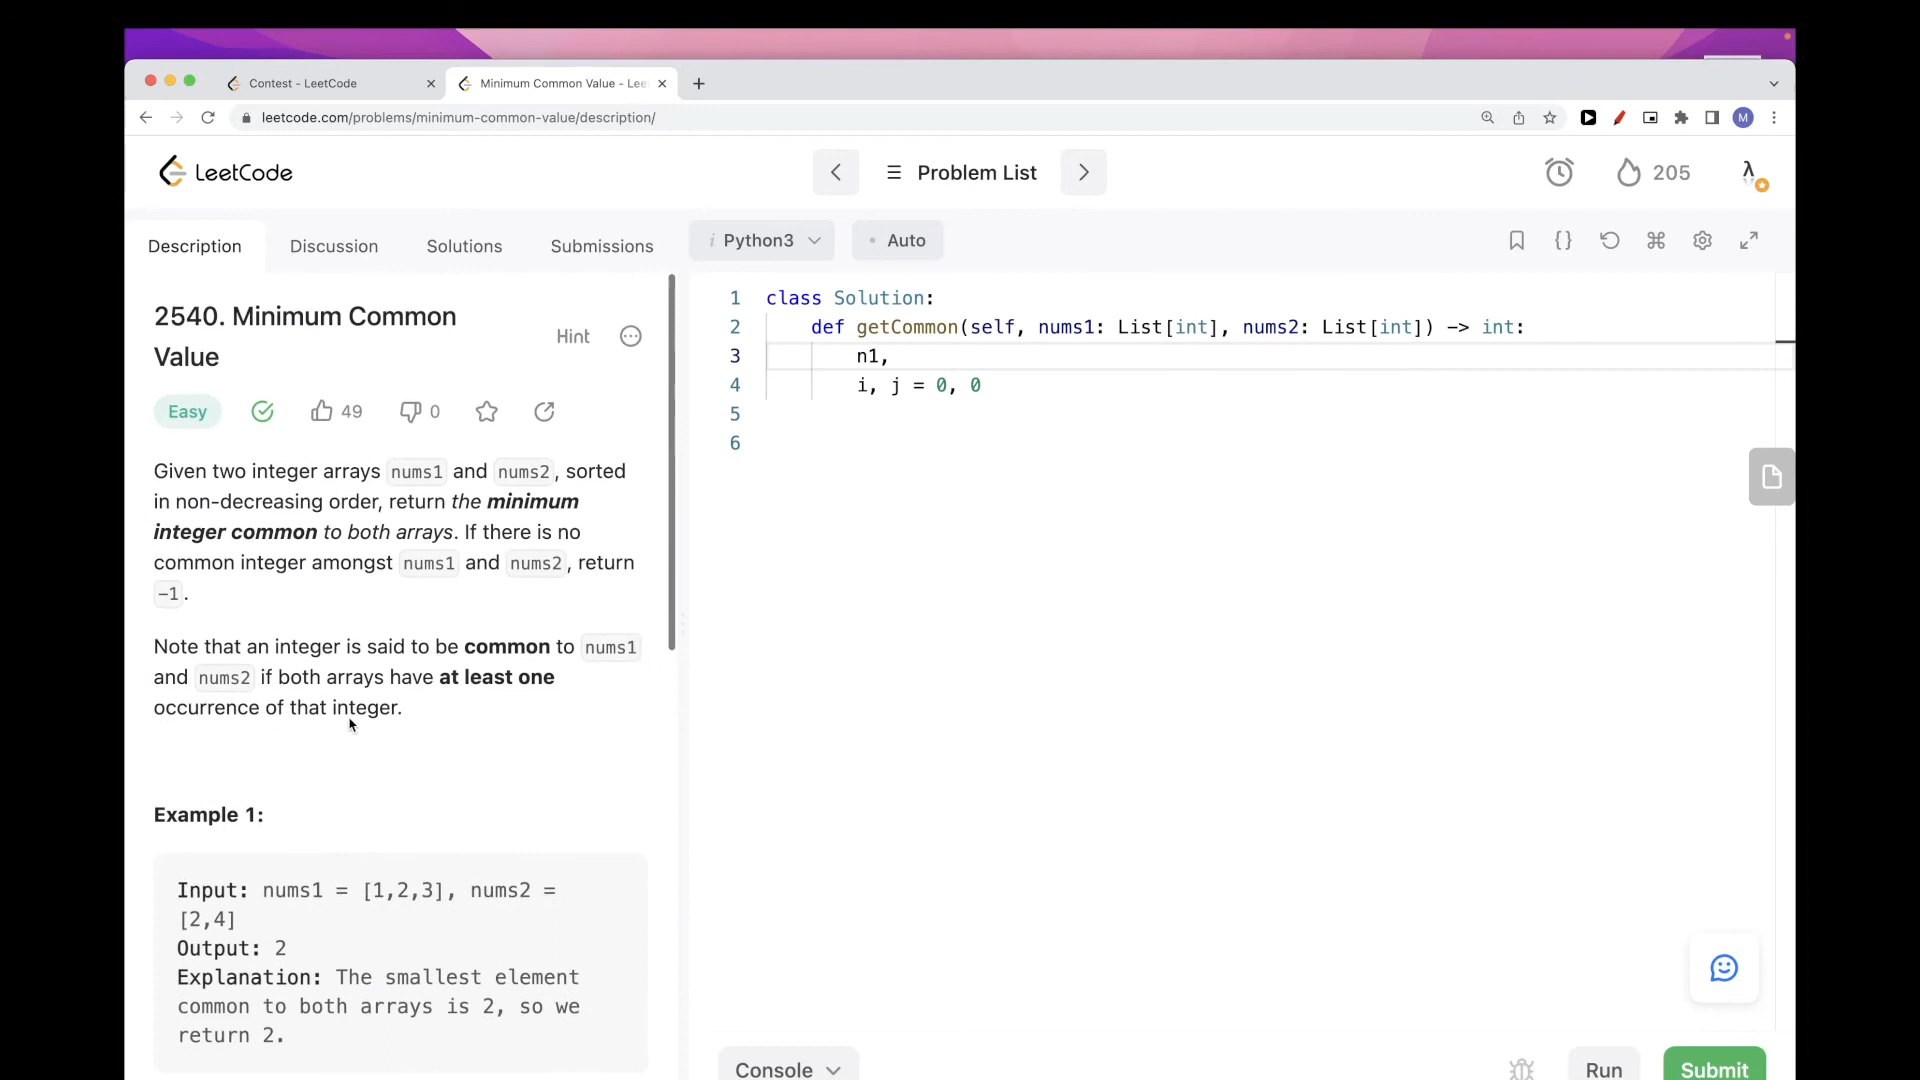 Contest - LeetCode
Minimum Common Value - Lee
leetcode.com/problems/minimum-common-value/description/
M
LeetCode
Problem List
205
Description Discussion Solutions Submissions
i Python3
• Auto
2540. Minimum Common
Value
Hint
Easy
49
0
Given two integer arrays nums1 and nums2, sorted
in non-decreasing order, return the minimum
integer common to both arrays. If there is no
common integer amongst nums1 and nums2, return
-1.
Note that an integer is said to be common to nums1
and nums2 if both arrays have at least one
occurrence of that integer.
Example 1:
Input: nums1 = [1,2,3], nums2 =
[2,4]
Output: 2
Explanation: The smallest element
common to both arrays is 2, so we
return 2.
1 class Solution:
2 def getCommon(self, nums1: List[int], nums2: List[int]) -> int:
3 n1,
4 i, j = 0, 0
5
6
Console
Run
Submit